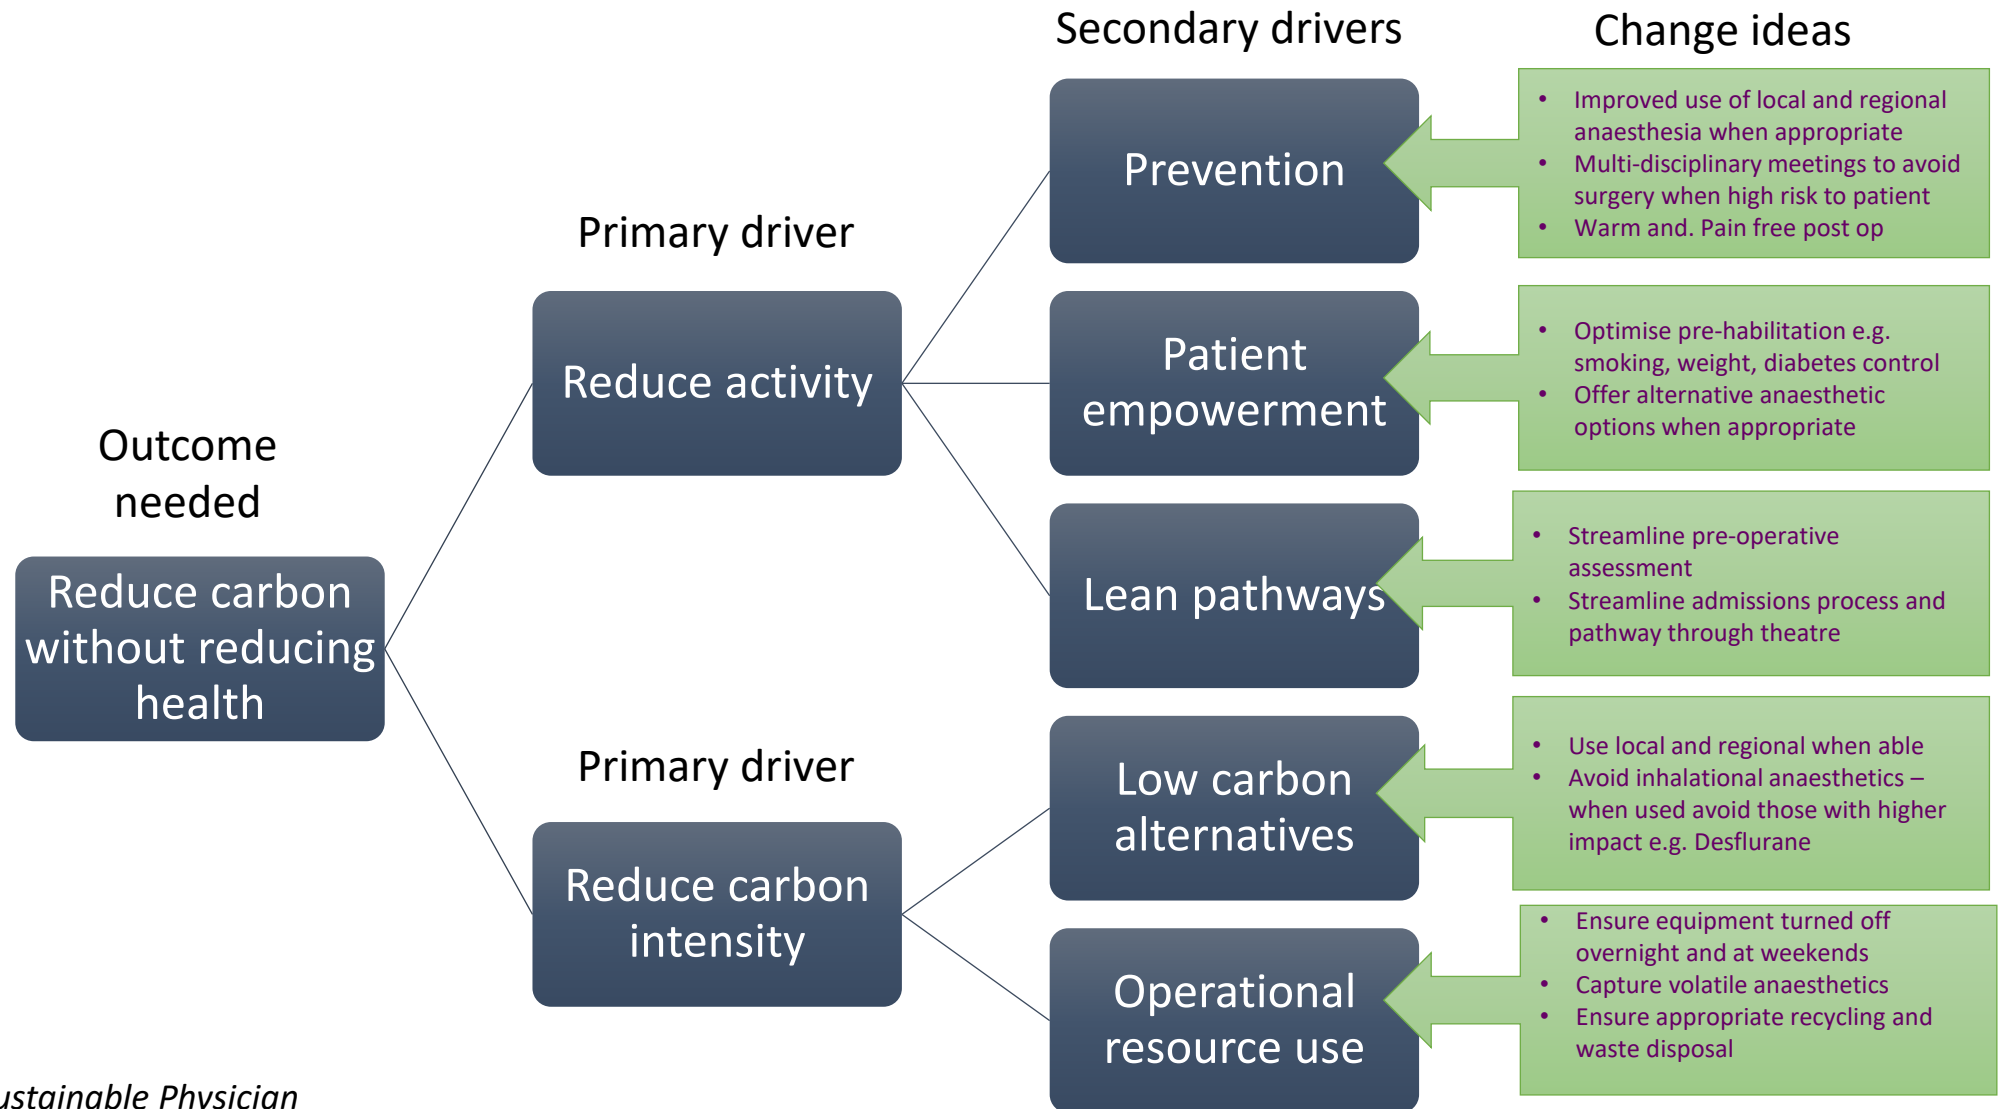 Secondary drivers
Change ideas
Prevention
• Improved use of local and regional
anaesthesia when appropriate
• Multi-disciplinary meetings to avoid
surgery when high risk to patient
• Warm and. Pain free post op
Primary driver
Reduce activity
Patient
empowerment
• Optimise pre-habilitation e.g.
smoking, weight, diabetes control
• Offer alternative anaesthetic
options when appropriate
Outcome
needed
Reduce carbon
without reducing
health
Lean pathways
• Streamline pre-operative
assessment
• Streamline admissions process and
pathway through theatre
Primary driver
Reduce carbon
intensity
Low carbon
alternatives
• Use local and regional when able
• Avoid inhalational anaesthetics –
when used avoid those with higher
impact e.g. Desflurane
Operational
resource use
• Ensure equipment turned off
overnight and at weekends
• Capture volatile anaesthetics
• Ensure appropriate recycling and
waste disposal
ustainable Physician